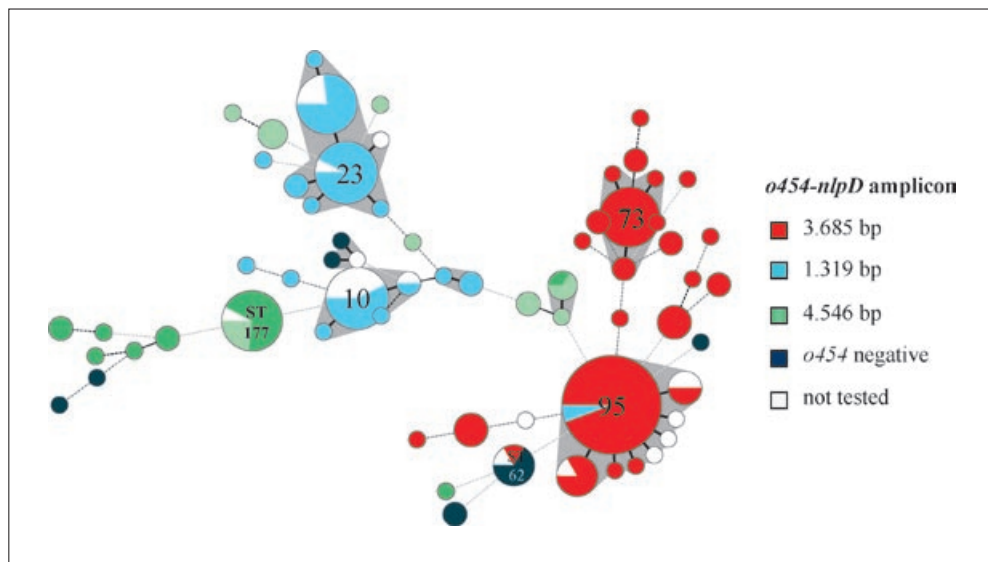 23
10
ST
177
73
95
62
o454-nlpD amplicon
3.685 bp
1.319 bp
4.546 bp
o454 negative
not tested